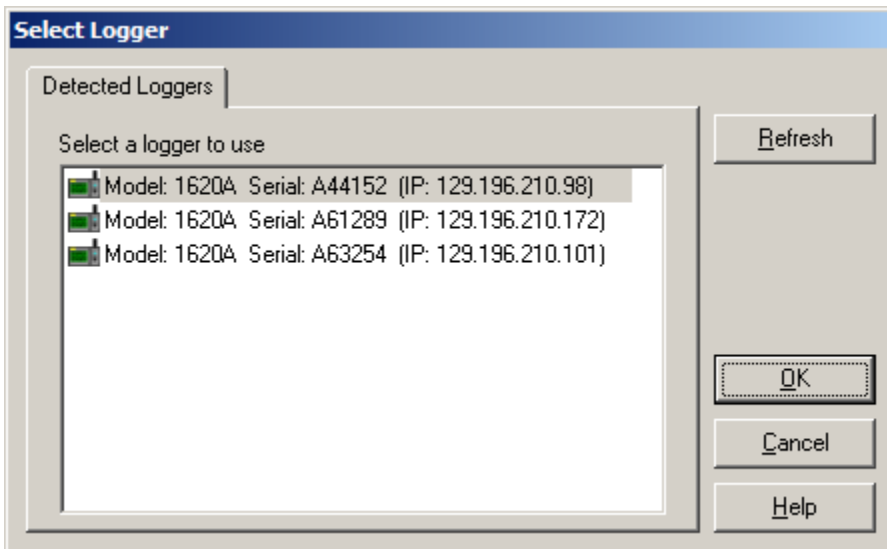 Select Logger
Detected Loggers
Select a logger to use
Model: 1620A Serial: A44152 (IP: 129.196.210.98)
Model: 1620A Serial: A61289 (IP: 129.196.210.172)
Model: 1620A Serial: A63254 (IP: 129.196.210.101)
Refresh
OK
Cancel
Help